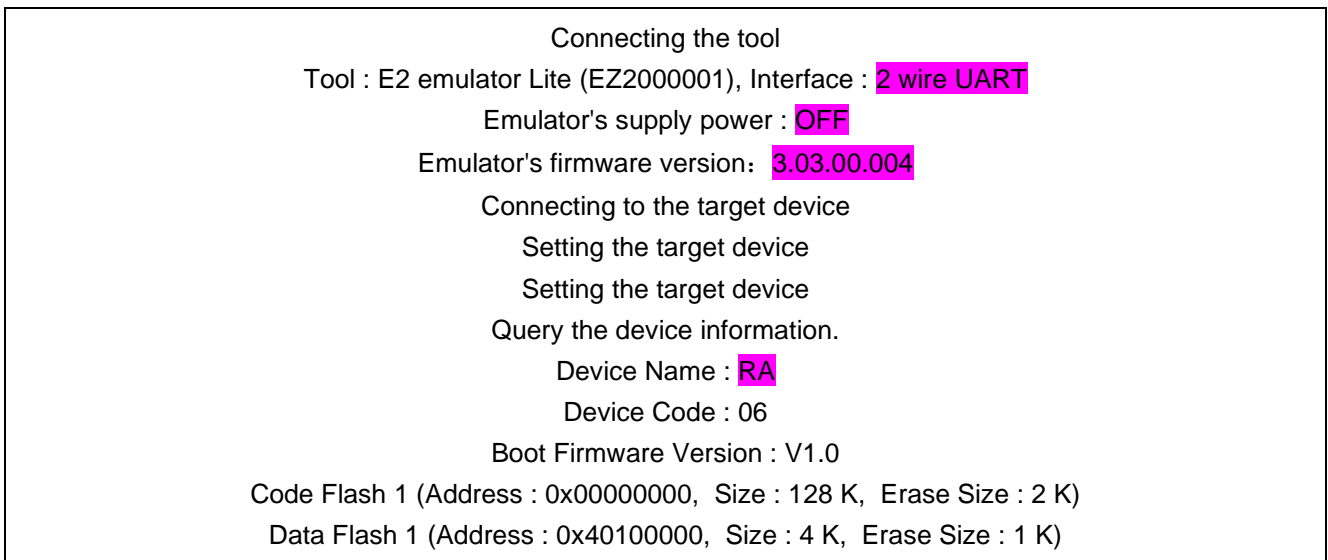 Connecting the tool
Tool : E2 emulator Lite (EZ2000001), Interface : 2 wire UART
Emulator's supply power : OFF
Emulator's firmware version：3.03.00.004
Connecting to the target device
Setting the target device
Setting the target device
Query the device information.
Device Name : RA
Device Code : 06
Boot Firmware Version : V1.0
Code Flash 1 (Address : 0x00000000, Size : 128 K, Erase Size : 2 K)
Data Flash 1 (Address : 0x40100000, Size : 4 K, Erase Size : 1 K)